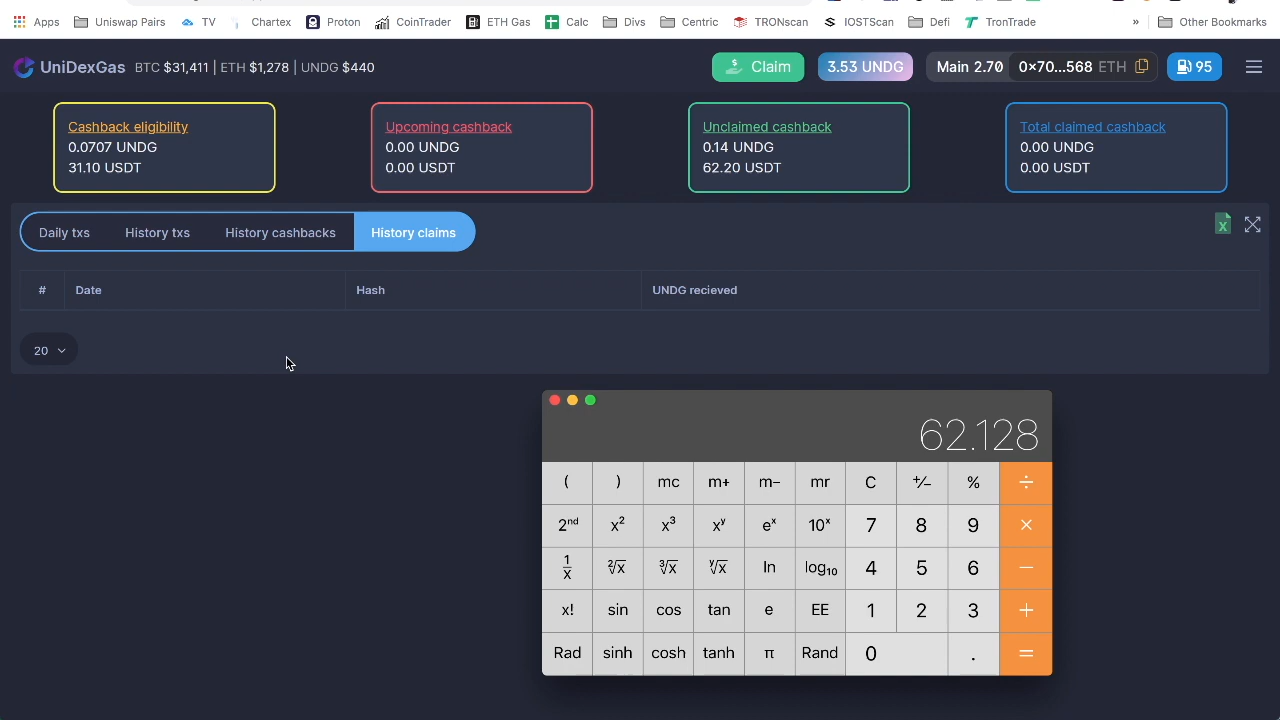 Apps Uniswap Pairs TV Chartex Proton CoinTrader ETH Gas Calc Divs Centric TRONscan IOSTScan Defi TronTrade » Other Bookmarks
UniDexGas BTC $31,411 | ETH $1,278 | UNDG $440 Claim 3.53 UNDG Main 2.70 0×70...568 ETH 95
Cashback eligibility
0.0707 UNDG
31.10 USDT
Upcoming cashback
0.00 UNDG
0.00 USDT
Unclaimed cashback
0.14 UNDG
62.20 USDT
Total claimed cashback
0.00 UNDG
0.00 USDT
Daily txs History txs History cashbacks History claims
# Date Hash UNDG recieved
20
62.128
( ) mc m+ m− mr C +/− % ÷
2ⁿᵈ x² x³ xʸ eˣ 10ˣ 7 8 9 ×
1/x ²√x ³√x ʸ√x ln log₁₀ 4 5 6 −
x! sin cos tan e EE 1 2 3 +
Rad sinh cosh tanh π Rand 0 . =